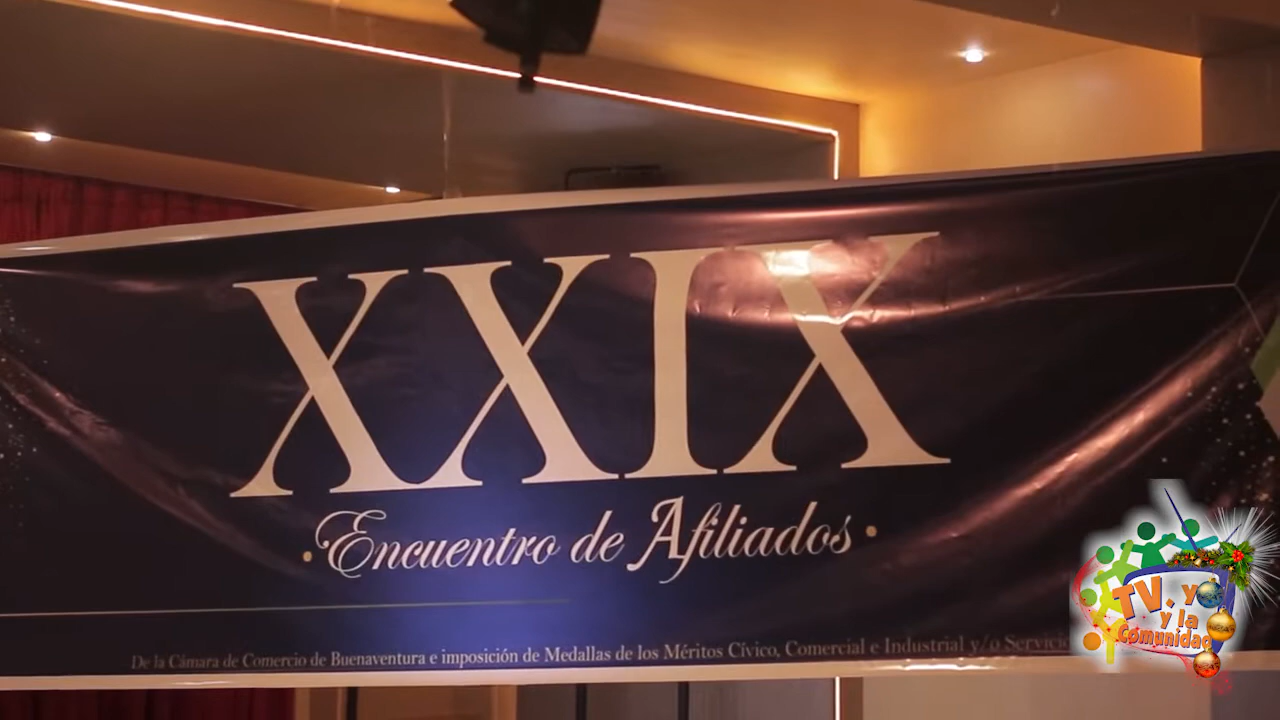 XXIX
· Encuentro de Afiliados ·
De la Cámara de Comercio de Buenaventura e imposición de Medallas de los Méritos Cívico, Comercial e Industrial y/o Servicio
TV, y
y la
Comunidad